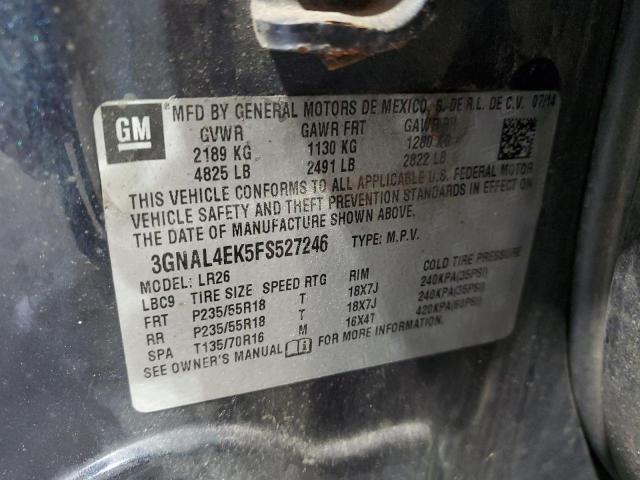 GM
MFD BY GENERAL MOTORS DE MEXICO, S. DE R.L. DE C.V. 07/14
GVWR GAWR FRT GAWR RR
2189 KG 1130 KG 1280 KG
4825 LB 2491 LB 2822 LB
THIS VEHICLE CONFORMS TO ALL APPLICABLE U.S. FEDERAL MOTOR
VEHICLE SAFETY AND THEFT PREVENTION STANDARDS IN EFFECT ON
THE DATE OF MANUFACTURE SHOWN ABOVE.
3GNAL4EK5FS527246 TYPE: M.P.V.
MODEL: LR26
LBC9 TIRE SIZE SPEED RTG RIM COLD TIRE PRESSURE
FRT P235/55R18 T 18X7J 240KPA(35PSI)
RR P235/55R18 T 18X7J 240KPA(35PSI)
SPA T135/70R16 M 16X4T 420KPA(60PSI)
SEE OWNER'S MANUAL FOR MORE INFORMATION.